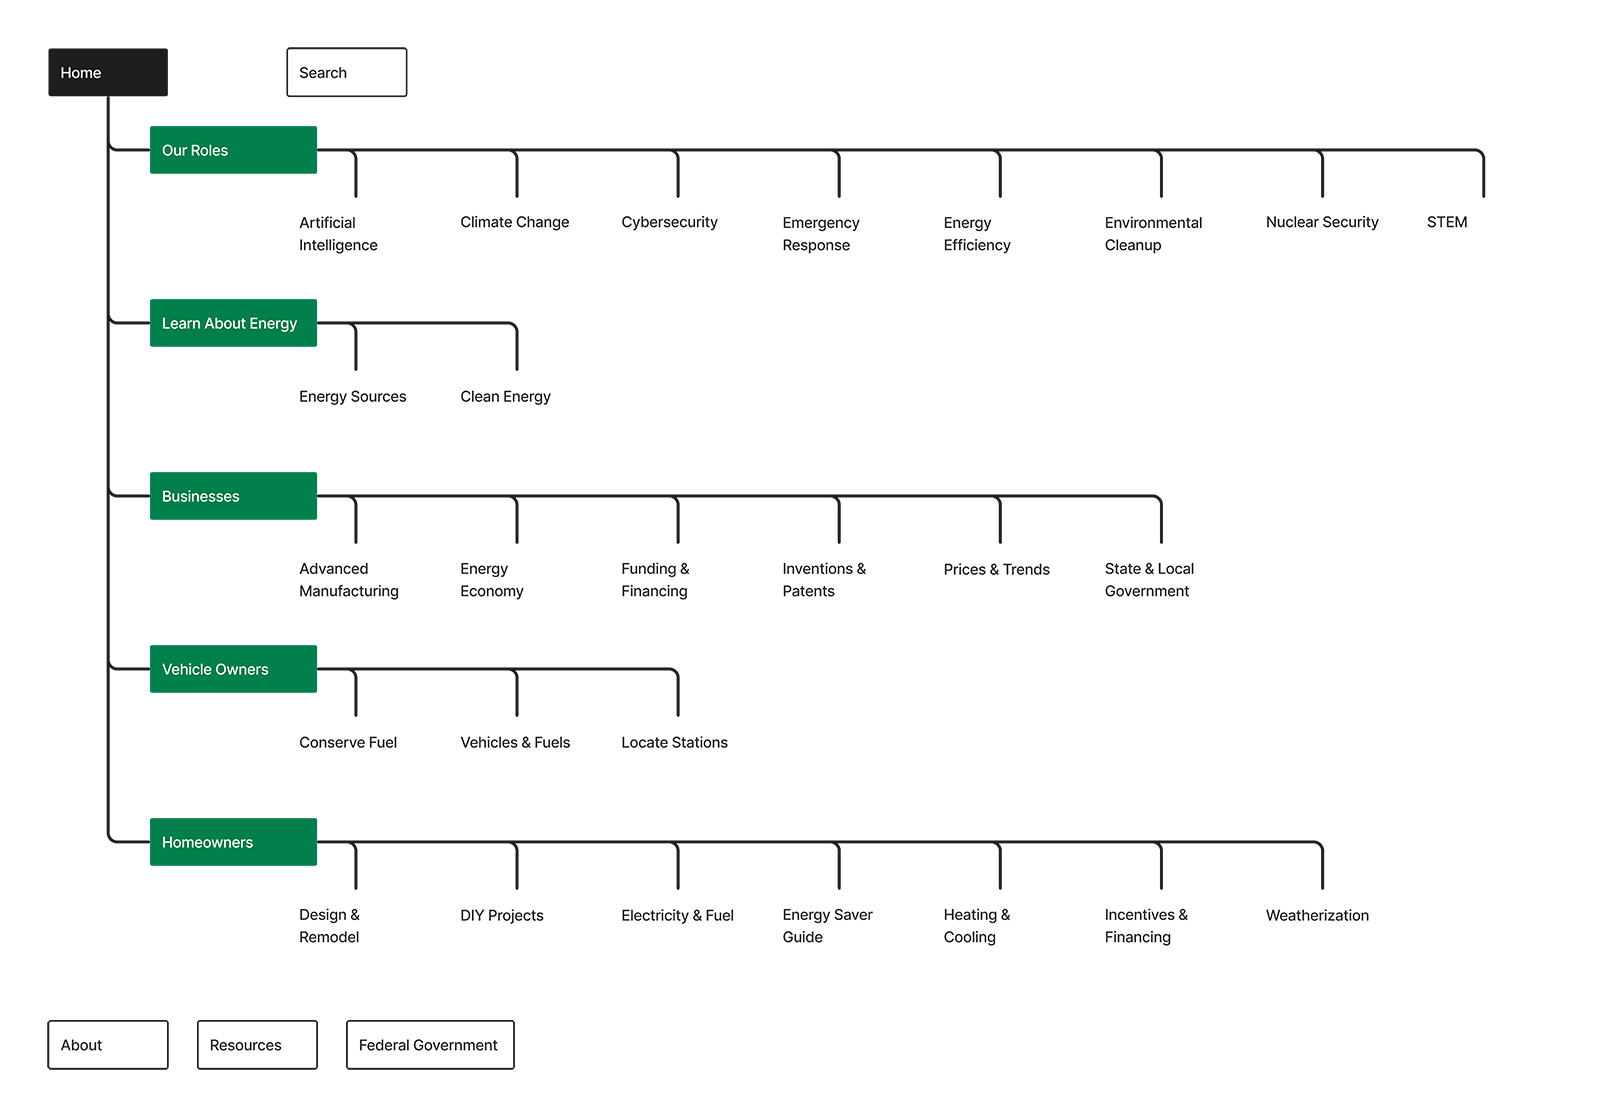 Home
Search
Our Roles
Artificial
Intelligence
Climate Change
Cybersecurity
Emergency
Response
Energy
Efficiency
Environmental
Cleanup
Nuclear Security
STEM
Learn About Energy
Energy Sources
Clean Energy
Businesses
Advanced
Manufacturing
Energy
Economy
Funding &
Financing
Inventions &
Patents
Prices & Trends
State & Local
Government
Vehicle Owners
Conserve Fuel
Vehicles & Fuels
Locate Stations
Homeowners
Design &
Remodel
DIY Projects
Electricity & Fuel
Energy Saver
Guide
Heating &
Cooling
Incentives &
Financing
Weatherization
About
Resources
Federal Government